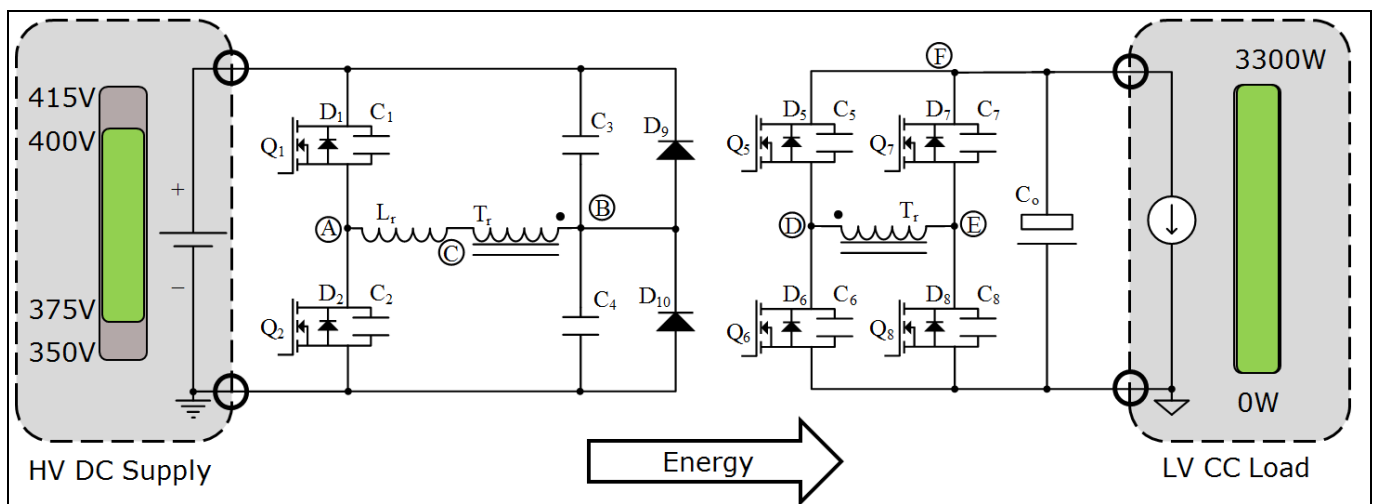 415V
400V
375V
350V
HV DC Supply
+
−
Q1
D1
C1
Q2
D2
C2
A
Lr
C
Tr
B
C3
C4
D9
D10
Energy
F
Q5
D5
C5
Q7
D7
C7
D
Tr
E
Q6
D6
C6
Q8
D8
C8
Co
3300W
0W
LV CC Load